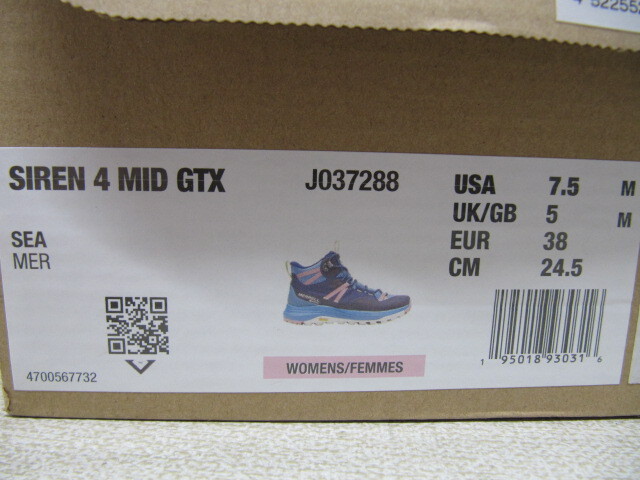 SIREN 4 MID GTX
J037288
USA 7.5 M
UK/GB 5 M
EUR 38
CM 24.5
SEA
MER
WOMENS/FEMMES
4700567732
1 95018 93031 6